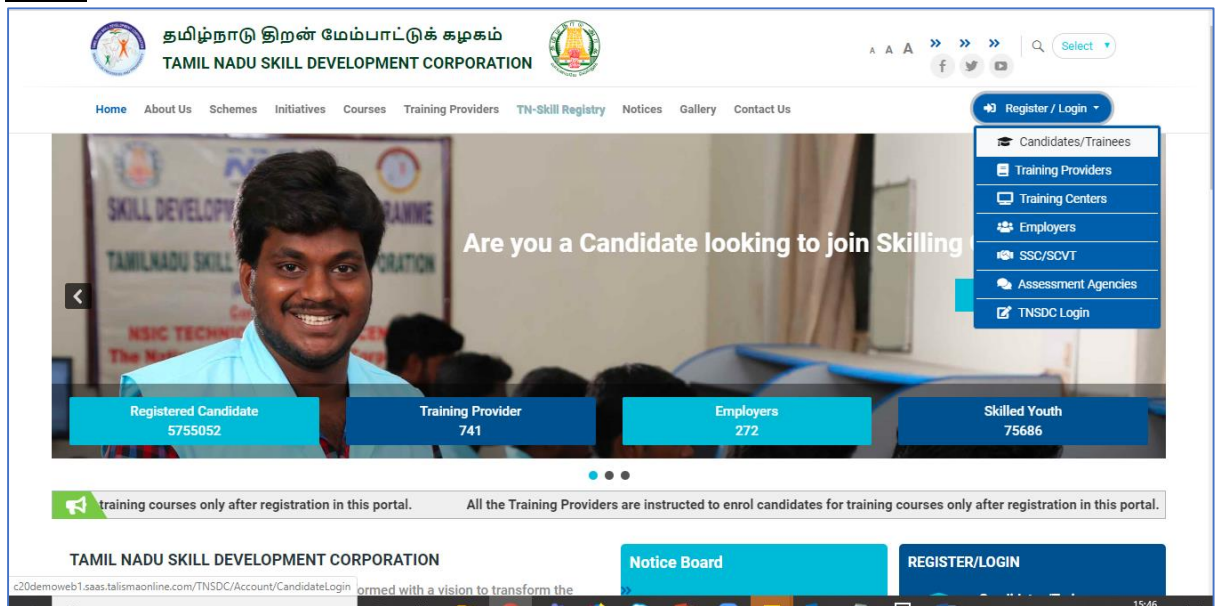 தமிழ்நாடு திறன் மேம்பாட்டுக் கழகம்
TAMIL NADU SKILL DEVELOPMENT CORPORATION
A A A » » » Select
Home About Us Schemes Initiatives Courses Training Providers TN-Skill Registry Notices Gallery Contact Us Register / Login
Candidates/Trainees
Training Providers
Training Centers
Employers
SSC/SCVT
Assessment Agencies
TNSDC Login
SKILL DEVELOP
TAMILNADU SKILL
NSIC TECHNI
Are you a Candidate looking to join Skilling
Registered Candidate
5755052
Training Provider
741
Employers
272
Skilled Youth
75686
training courses only after registration in this portal. All the Training Providers are instructed to enrol candidates for training courses only after registration in this portal.
TAMIL NADU SKILL DEVELOPMENT CORPORATION
Notice Board
REGISTER/LOGIN
c20demoweb1.saas.talismaonline.com/TNSDC/Account/CandidateLogin
ormed with a vision to transform the
»
15:46